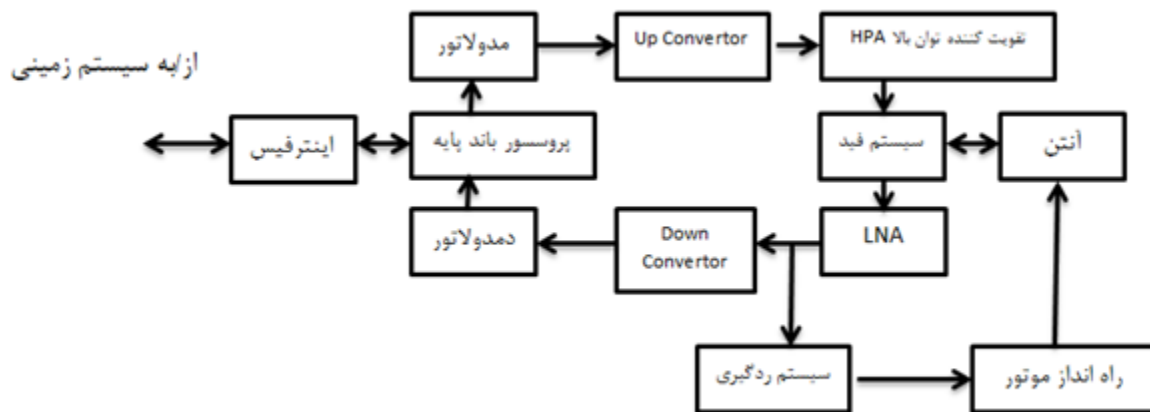 مدولاتور
Up Convertor
تقویت کننده توان بالا HPA
از/به سیستم زمینی
اینترفیس
پروسسور باند پایه
سیستم فید
آنتن
دمدولاتور
Down
Convertor
LNA
سیستم ردگیری
راه انداز موتور